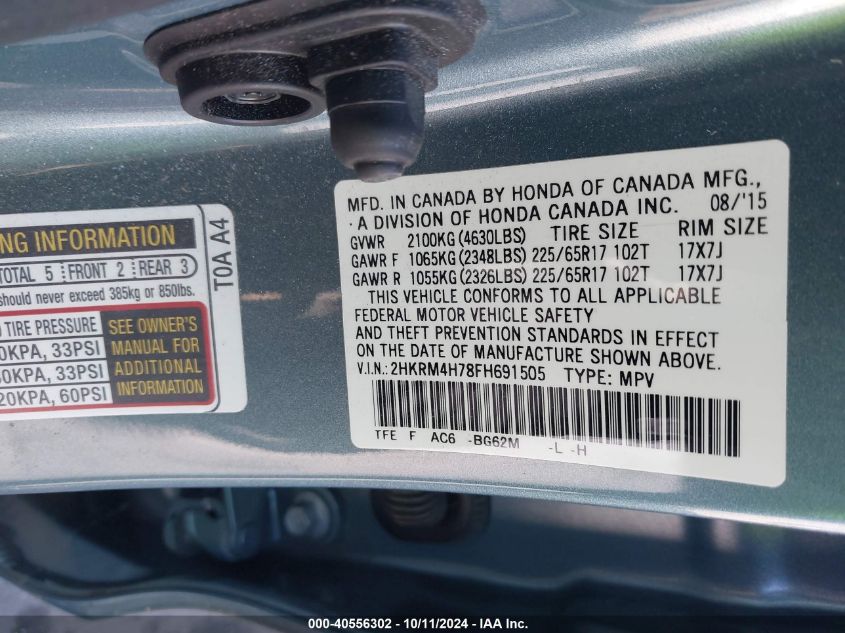 MFD. IN CANADA BY HONDA OF CANADA MFG.,
A DIVISION OF HONDA CANADA INC. 08/'15
GVWR 2100KG (4630LBS) TIRE SIZE RIM SIZE
GAWR F 1065KG (2348LBS) 225/65R17 102T 17X7J
GAWR R 1055KG (2326LBS) 225/65R17 102T 17X7J
THIS VEHICLE CONFORMS TO ALL APPLICABLE
FEDERAL MOTOR VEHICLE SAFETY
AND THEFT PREVENTION STANDARDS IN EFFECT
ON THE DATE OF MANUFACTURE SHOWN ABOVE.
V.I.N.: 2HKRM4H78FH691505 TYPE: MPV
TFE F AC6 -BG62M -L -H
NG INFORMATION
TOTAL 5 FRONT 2 REAR 3
should never exceed 385kg or 850lbs.
TIRE PRESSURE
0KPA, 33PSI
30KPA, 33PSI
20KPA, 60PSI
SEE OWNER'S
MANUAL FOR
ADDITIONAL
INFORMATION
T0A A4
000-40556302 - 10/11/2024 - IAA Inc.